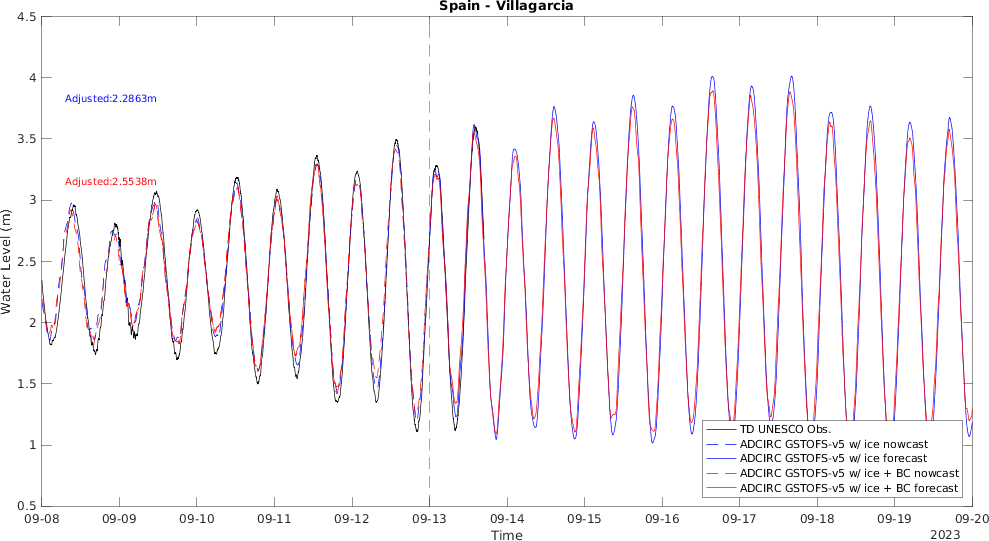 Spain - Villagarcia
Water Level (m)
4.5
4
3.5
3
2.5
2
1.5
1
0.5
Adjusted:2.2863m
Adjusted:2.5538m
TD UNESCO Obs.
ADCIRC GSTOFS-v5 w/ ice nowcast
ADCIRC GSTOFS-v5 w/ ice forecast
ADCIRC GSTOFS-v5 w/ ice + BC nowcast
ADCIRC GSTOFS-v5 w/ ice + BC forecast
09-08 09-09 09-10 09-11 09-12 09-13 09-14 09-15 09-16 09-17 09-18 09-19 09-20
Time
2023